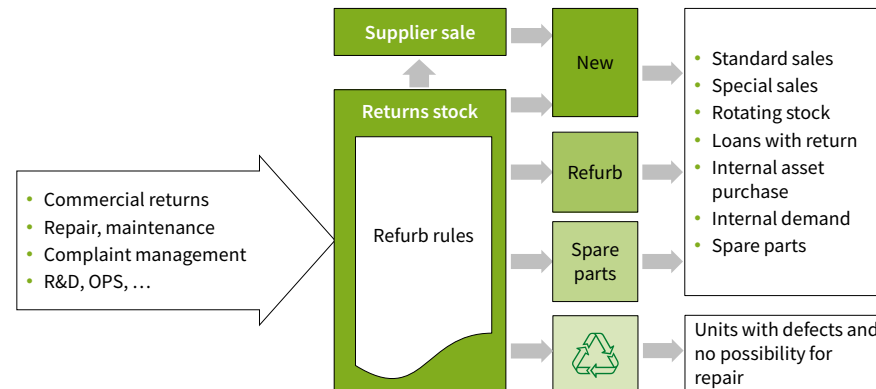 Supplier sale
Returns stock
Refurb rules
• Commercial returns
• Repair, maintenance
• Complaint management
• R&D, OPS, …
New
Refurb
Spare
parts
• Standard sales
• Special sales
• Rotating stock
• Loans with return
• Internal asset
purchase
• Internal demand
• Spare parts
Units with defects and
no possibility for
repair